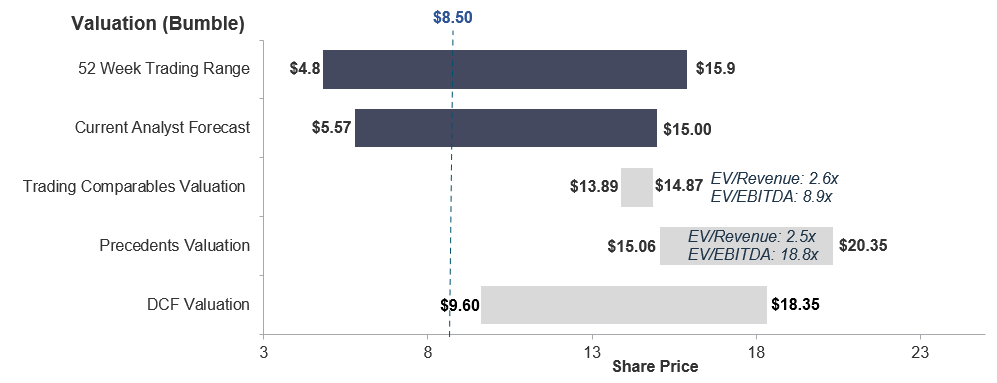 Valuation (Bumble)
$8.50
52 Week Trading Range
$4.8
$15.9
Current Analyst Forecast
$5.57
$15.00
Trading Comparables Valuation
$13.89
$14.87
EV/Revenue: 2.6x
EV/EBITDA: 8.9x
Precedents Valuation
$15.06
EV/Revenue: 2.5x
EV/EBITDA: 18.8x
$20.35
DCF Valuation
$9.60
$18.35
3
8
13
18
23
Share Price